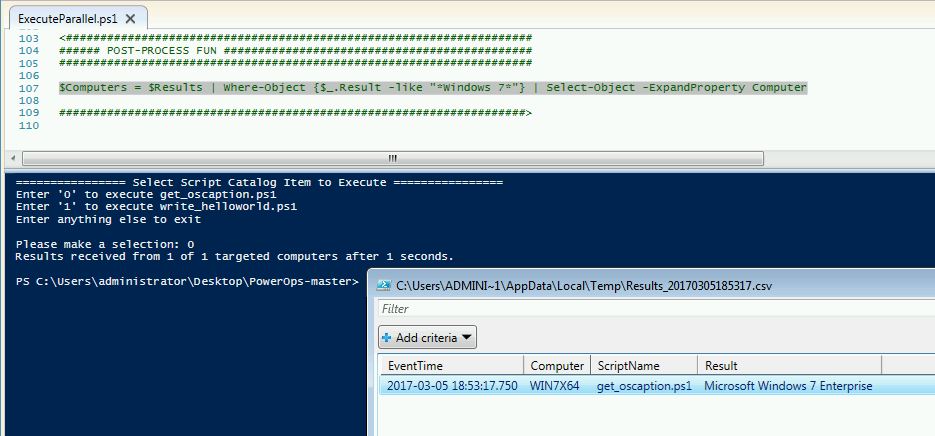 ExecuteParallel.ps1 X
103 <####################################################################
104 ###### POST-PROCESS FUN #############################################
105 #####################################################################
106
107 $Computers = $Results | Where-Object {$_.Result -like "*Windows 7*"} | Select-Object -ExpandProperty Computer
108
109 ####################################################################>
110
================ Select Script Catalog Item to Execute ================
Enter '0' to execute get_oscaption.ps1
Enter '1' to execute write_helloworld.ps1
Enter anything else to exit
Please make a selection: 0
Results received from 1 of 1 targeted computers after 1 seconds.
PS C:\Users\administrator\Desktop\PowerOps-master>
C:\Users\ADMINI~1\AppData\Local\Temp\Results_20170305185317.csv
Filter
Add criteria
EventTime Computer ScriptName Result
2017-03-05 18:53:17.750 WIN7X64 get_oscaption.ps1 Microsoft Windows 7 Enterprise